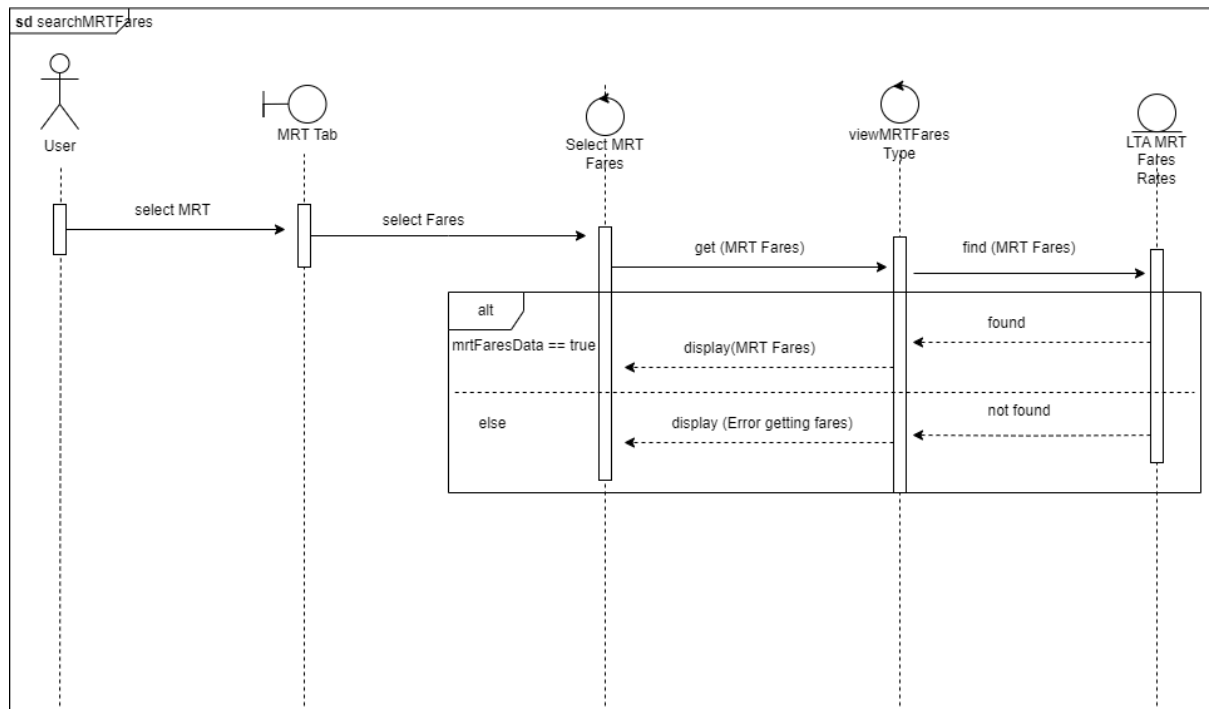 sd searchMRTFares
User
MRT Tab
Select MRT
Fares
viewMRTFares
Type
LTA MRT
Fares
Rates
select MRT
select Fares
get (MRT Fares)
find (MRT Fares)
alt
mrtFaresData == true
found
display(MRT Fares)
else
not found
display (Error getting fares)